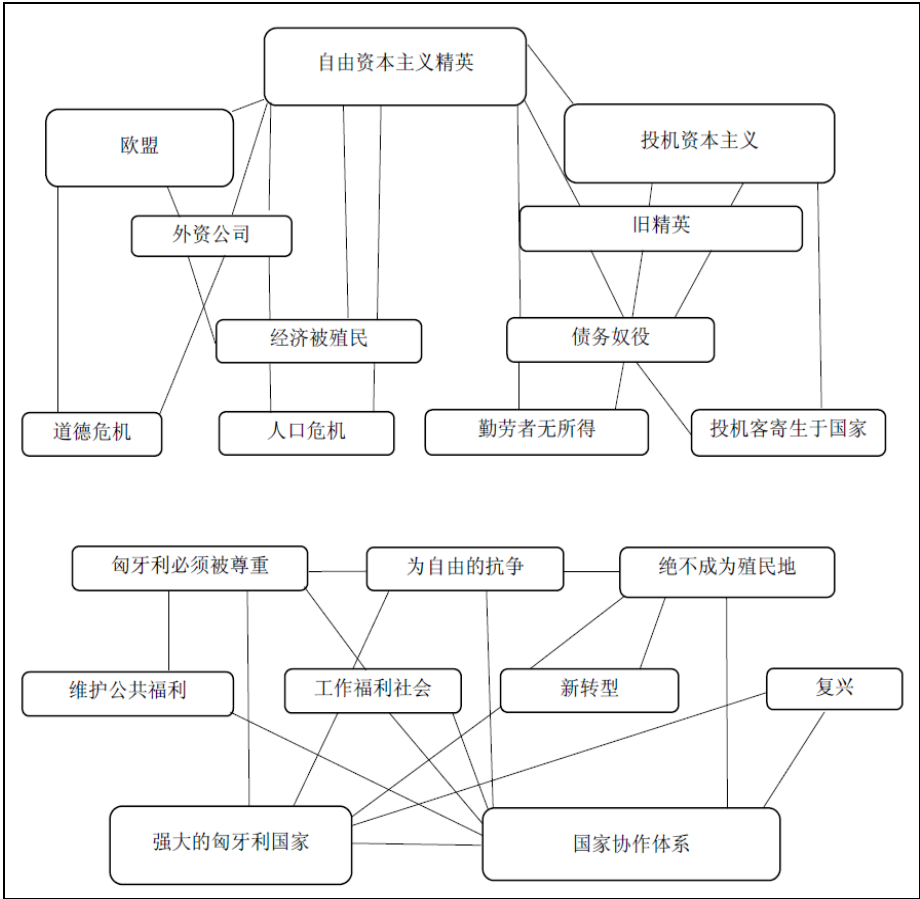 自由资本主义精英
欧盟
投机资本主义
外资公司
旧精英
经济被殖民
债务奴役
道德危机
人口危机
勤劳者无所得
投机客寄生于国家
匈牙利必须被尊重
为自由的抗争
绝不成为殖民地
维护公共福利
工作福利社会
新转型
复兴
强大的匈牙利国家
国家协作体系